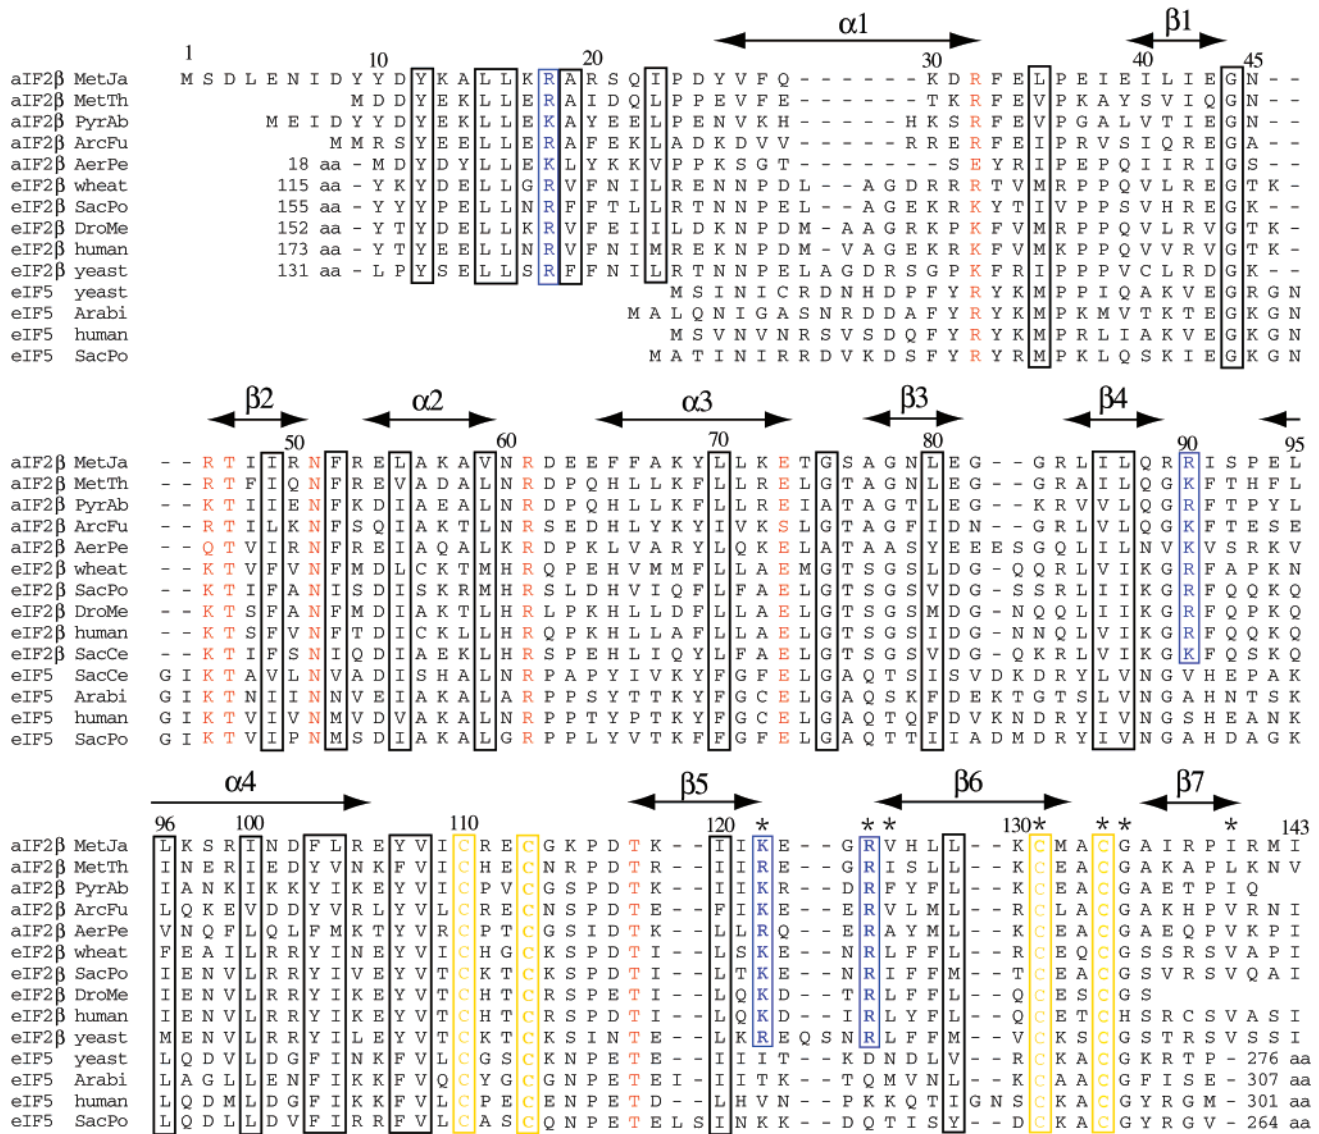 α1 β1
1 10 20 30 40 45
aIF2β MetJa M S D L E N I D Y Y D Y K A L L K R A R S Q I P D Y V F Q - - - - - - K D R F E L P E I E I L I E G N - -
aIF2β MetTh M D D Y E K L L E R A I D Q L P P E V F E - - - - - - T K R F E V P K A Y S V I Q G N - -
aIF2β PyrAb M E I D Y Y D Y E K L L E K A Y E E L P E N V K H - - - - - H K S R F E V P G A L V T I E G N - -
aIF2β ArcFu M M R S Y E E L L E R A F E K L A D K D V V - - - - - R R E R F R I P R V S I Q R E G A - -
aIF2β AerPe 18 aa - M D Y D Y L L E K L Y K K V P P K S G T - - - - - - S E Y R I P E P Q I I R I G S - -
eIF2β wheat 115 aa - Y K Y D E L L G R V F N I L R E N N P D L - - A G D R R R T V M R P P Q V L R E G T K -
eIF2β SacPo 155 aa - Y Y Y P E L L N R F F T L L R T N N P E L - - A G E K R K Y T I V P P S V H R E G K - -
eIF2β DroMe 152 aa - Y T Y D E L L K R V F E I I L D K N P D M - A A G R K P K F V M R P P Q V L R V G T K -
eIF2β human 173 aa - Y T Y E E L L N R V F N I M R E K N P D M - V A G E K R K F V M K P P Q V V R V G T K -
eIF2β yeast 131 aa - L P Y S E L L S R F F N I L R T N N P E L A G D R S G P K F R I P P P V C L R D G K - -
eIF5 yeast M S I N I C R D N H D P F Y R Y K M P P I Q A K V E G R G N
eIF5 Arabi M A L Q N I G A S N R D D A F Y R Y K M P K M V T K T E G K G N
eIF5 human M S V N V N R S V S D Q F Y R Y K M P R L I A K V E G K G N
eIF5 SacPo M A T I N I R R D V K D S F Y R Y R M P K L Q S K I E G K G N
β2 α2 α3 β3 β4
50 60 70 80 90 95
aIF2β MetJa - - R T I I R N F R E L A K A V N R D E E F F A K Y L L K E T G S A G N L E G - - G R L I L Q R R I S P E L
aIF2β MetTh - - R T F I Q N F R E V A D A L N R D P Q H L L K F L L R E L G T A G N L E G - - G R A I L Q G K F T H F L
aIF2β PyrAb - - K T I I E N F K D I A E A L N R D P Q H L L K F L L R E I A T A G T L E G - - K R V V L Q G R F T P Y L
aIF2β ArcFu - - R T I L K N F S Q I A K T L N R S E D H L Y K Y I V K S L G T A G F I D N - - G R L V L Q G K F T E S E
aIF2β AerPe - - Q T V I R N F R E I A Q A L K R D P K L V A R Y L Q K E L A T A A S Y E E E S G Q L I L N V K V S R K V
eIF2β wheat - - K T V F V N F M D L C K T M H R Q P E H V M M F L L A E M G T S G S L D G - Q Q R L V I K G R F A P K N
eIF2β SacPo - - K T I F A N I S D I S K R M H R S L D H V I Q F L F A E L G T S G S V D G - S S R L I I K G R F Q Q K Q
eIF2β DroMe - - K T S F A N F M D I A K T L H R L P K H L L D F L L A E L G T S G S M D G - N Q Q L I I K G R F Q P K Q
eIF2β human - - K T S F V N F T D I C K L L H R Q P K H L L A F L L A E L G T S G S I D G - N N Q L V I K G R F Q Q K Q
eIF2β SacCe - - K T I F S N I Q D I A E K L H R S P E H L I Q Y L F A E L G T S G S V D G - Q K R L V I K G K F Q S K Q
eIF5 SacCe G I K T A V L N V A D I S H A L N R P A P Y I V K Y F G F E L G A Q T S I S V D K D R Y L V N G V H E P A K
eIF5 Arabi G I K T N I I N N V E I A K A L A R P P S Y T T K Y F G C E L G A Q S K F D E K T G T S L V N G A H N T S K
eIF5 human G I K T V I V N M V D V A K A L N R P P T Y P T K Y F G C E L G A Q T Q F D V K N D R Y I V N G S H E A N K
eIF5 SacPo G I K T V I P N M S D I A K A L G R P P L Y V T K F F G F E L G A Q T T I I A D M D R Y I V N G A H D A G K
α4 β5 β6 β7
96 100 110 120 * * * 130 * * * * 143
aIF2β MetJa L K S R I N D F L R E Y V I C R E C G K P D T K - - I I K E - - G R V H L L - - K C M A C G A I R P I R M I
aIF2β MetTh I N E R I E D Y V N K F V I C H E C N R P D T R - - I I R E - - G R I S L L - - K C E A C G A K A P L K N V
aIF2β PyrAb I A N K I K K Y I K E Y V I C P V C G S P D T K - - I I K R - - D R F Y F L - - K C E A C G A E T P I Q
aIF2β ArcFu L Q K E V D D Y V R L Y V L C R E C N S P D T E - - F I K E - - E R V L M L - - R C L A C G A K H P V R N I
aIF2β AerPe V N Q F L Q L F M K T Y V R C P T C G S I D T K - - L L R Q - - E R A Y M L - - K C E A C G A E Q P V K P I
eIF2β wheat F E A I L R R Y I N E Y V I C H G C K S P D T I - - L S K E - - N R L F F L - - R C E Q C G S S R S V A P I
eIF2β SacPo I E N V L R R Y I V E Y V T C K T C K S P D T I - - L T K E - - N R I F F M - - T C E A C G S V R S V Q A I
eIF2β DroMe I E N V L R R Y I K E Y V T C H T C R S P E T I - - L Q K D - - T R L F F L - - Q C E S C G S
eIF2β human I E N V L R R Y I K E Y V T C H T C R S P D T I - - L Q K D - - I R L Y F L - - Q C E T C H S R C S V A S I
eIF2β yeast M E N V L R R Y I L E Y V T C K T C K S I N T E - - L K R E Q S N R L F F M - - V C K S C G S T R S V S S I
eIF5 yeast L Q D V L D G F I N K F V L C G S C K N P E T E - - I I I T - - K D N D L V - - R C K A C G K R T P - 276 aa
eIF5 Arabi L A G L L E N F I K K F V Q C Y G C G N P E T E I - I I T K - - T Q M V N L - - K C A A C G F I S E - 307 aa
eIF5 human L Q D M L D G F I K K F V L C P E C E N P E T D - - L H V N - - P K K Q T I G N S C K A C G Y R G M - 301 aa
eIF5 SacPo L Q D L L D V F I R R F V L C A S C Q N P E T E L S I N K K - - D Q T I S Y - - D C K A C G Y R G V - 264 aa